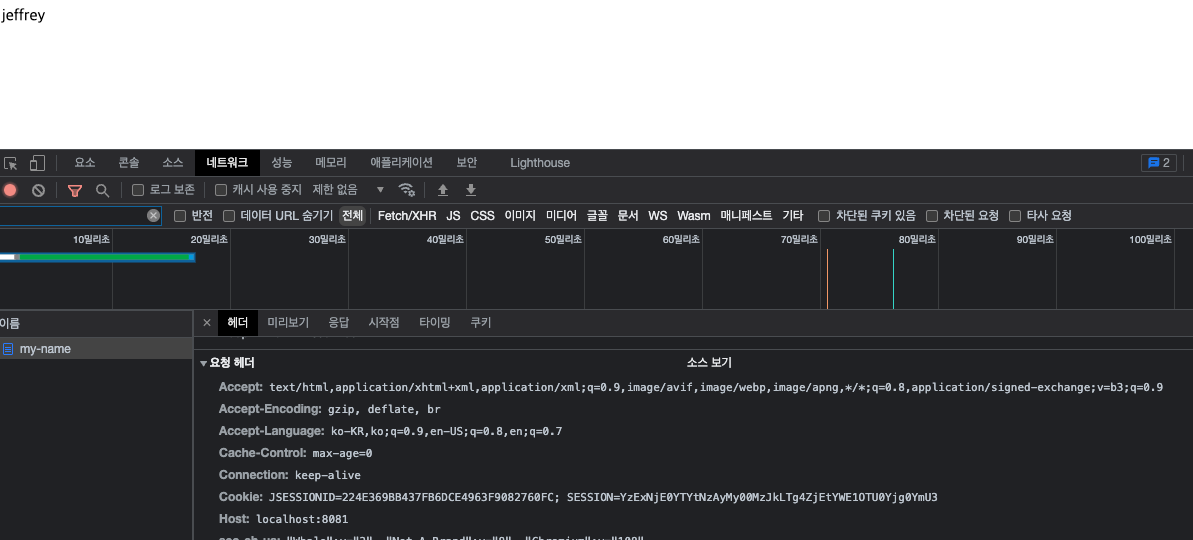 jeffrey
요소 콘솔 소스 네트워크 성능 메모리 애플리케이션 보안 Lighthouse 2
로그 보존 캐시 사용 중지 제한 없음
반전 데이터 URL 숨기기 전체 Fetch/XHR JS CSS 이미지 미디어 글꼴 문서 WS Wasm 매니페스트 기타 차단된 쿠키 있음 차단된 요청 타사 요청
10밀리초 20밀리초 30밀리초 40밀리초 50밀리초 60밀리초 70밀리초 80밀리초 90밀리초 100밀리초
이름 × 헤더 미리보기 응답 시작점 타이밍 쿠키
my-name
요청 헤더 소스 보기
Accept: text/html,application/xhtml+xml,application/xml;q=0.9,image/avif,image/webp,image/apng,*/*;q=0.8,application/signed-exchange;v=b3;q=0.9
Accept-Encoding: gzip, deflate, br
Accept-Language: ko-KR,ko;q=0.9,en-US;q=0.8,en;q=0.7
Cache-Control: max-age=0
Connection: keep-alive
Cookie: JSESSIONID=224E369BB437FB6DCE4963F9082760FC; SESSION=YzExNjE0YTYtNzAyMy00MzJkLTg4ZjEtYWE1OTU0Yjg0YmU3
Host: localhost:8081